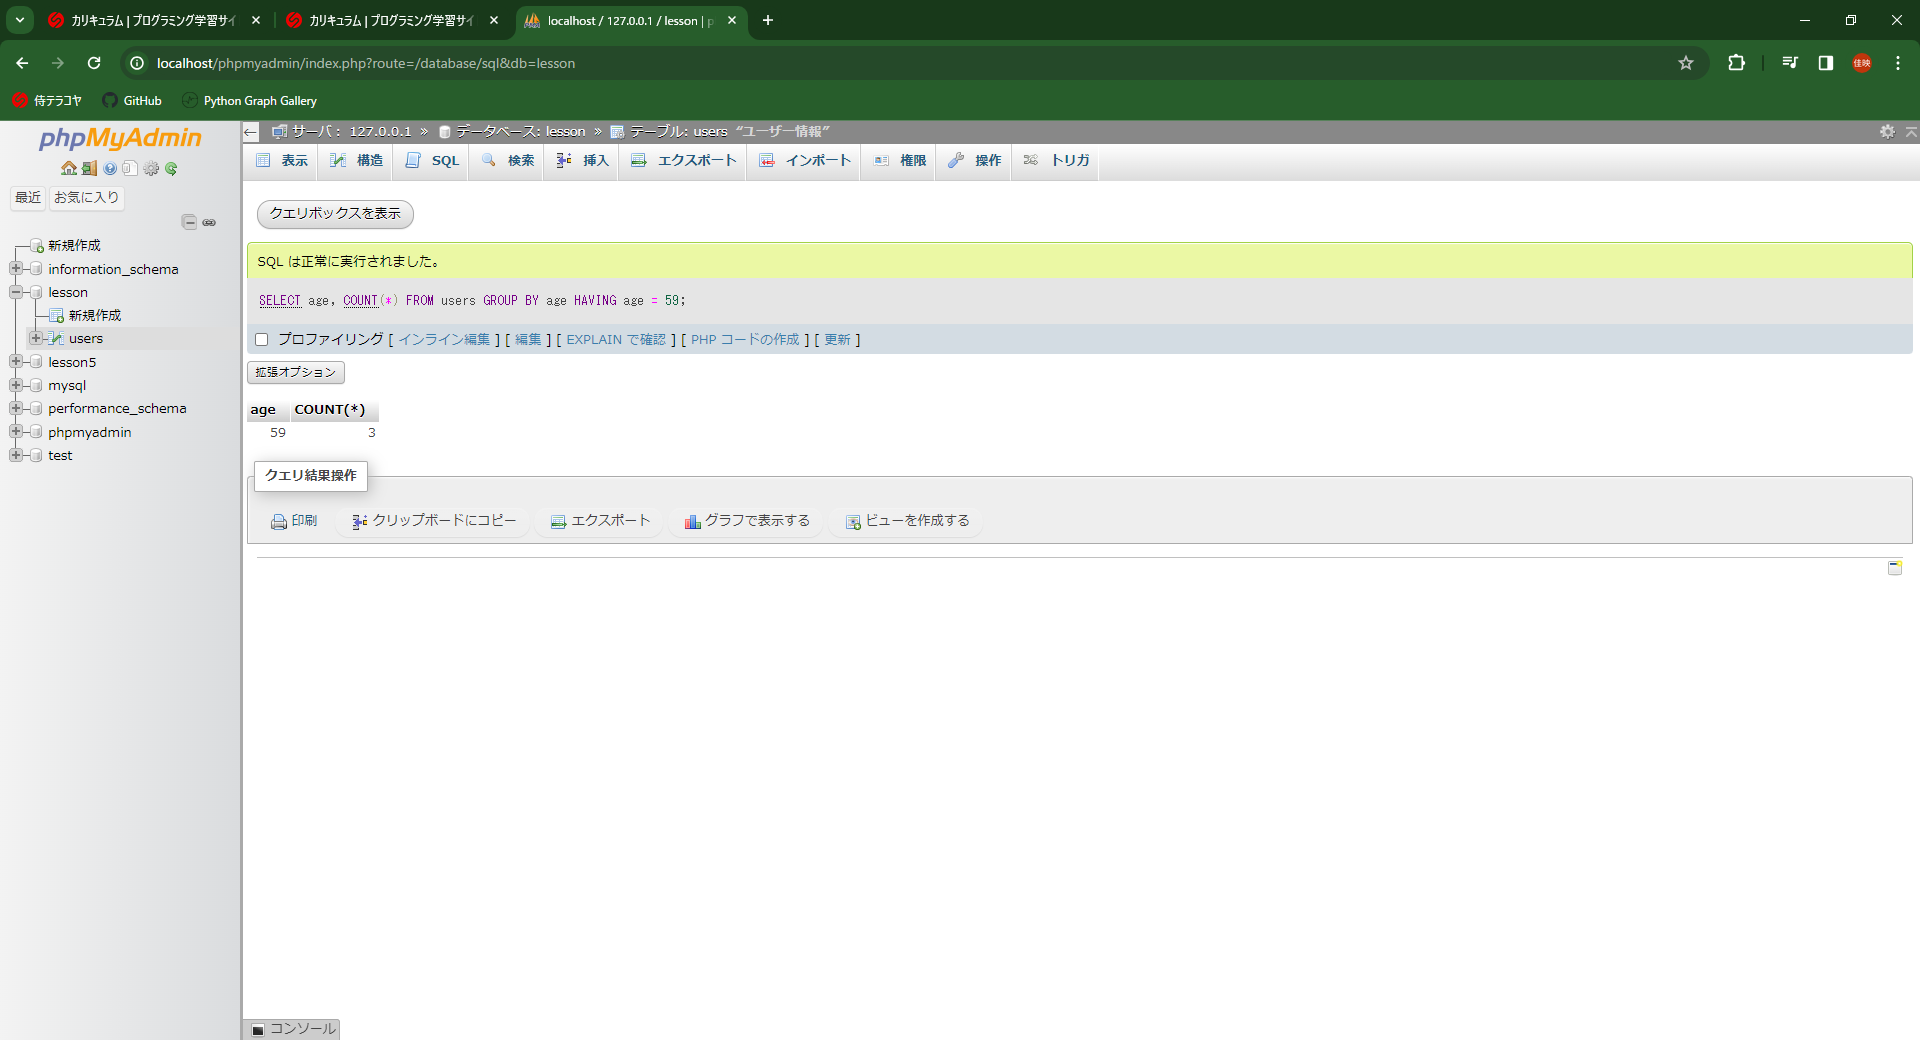 カリキュラム | プログラミング学習サイ
カリキュラム | プログラミング学習サイ
localhost / 127.0.0.1 / lesson | p
localhost/phpmyadmin/index.php?route=/database/sql&db=lesson
佳映
侍テラコヤ
GitHub
Python Graph Gallery
phpMyAdmin
最近
お気に入り
新規作成
information_schema
lesson
新規作成
users
lesson5
mysql
performance_schema
phpmyadmin
test
サーバ: 127.0.0.1 » データベース: lesson » テーブル: users “ユーザー情報”
表示
構造
SQL
検索
挿入
エクスポート
インポート
権限
操作
トリガ
クエリボックスを表示
SQL は正常に実行されました。
SELECT age, COUNT(*) FROM users GROUP BY age HAVING age = 59;
プロファイリング [ インライン編集 ] [ 編集 ] [ EXPLAIN で確認 ] [ PHP コードの作成 ] [ 更新 ]
拡張オプション
age COUNT(*)
59 3
クエリ結果操作
印刷
クリップボードにコピー
エクスポート
グラフで表示する
ビューを作成する
コンソール